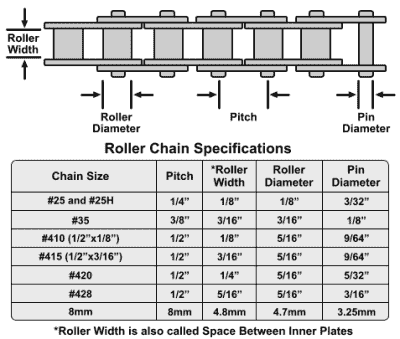 Roller
Width
Roller
Diameter
Pitch
Pin
Diameter
Roller Chain Specifications
Chain Size Pitch *Roller Width Roller Diameter Pin Diameter
#25 and #25H 1/4” 1/8” 1/8” 3/32”
#35 3/8” 3/16” 3/16” 1/8”
#410 (1/2”x1/8”) 1/2” 1/8” 5/16” 9/64”
#415 (1/2”x3/16”) 1/2” 3/16” 5/16” 9/64”
#420 1/2” 1/4” 5/16” 5/32”
#428 1/2” 5/16” 5/16” 3/16”
8mm 8mm 4.8mm 4.7mm 3.25mm
*Roller Width is also called Space Between Inner Plates